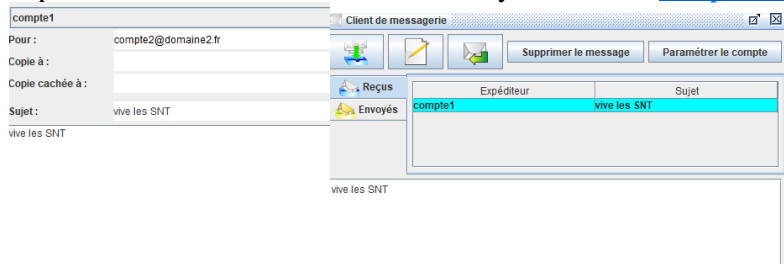 compte1
Pour :
compte2@domaine2.fr
Copie à :
Copie cachée à :
Sujet :
vive les SNT
vive les SNT
Client de messagerie
Supprimer le message
Paramétrer le compte
Reçus
Envoyés
Expéditeur
Sujet
compte1
vive les SNT
vive les SNT